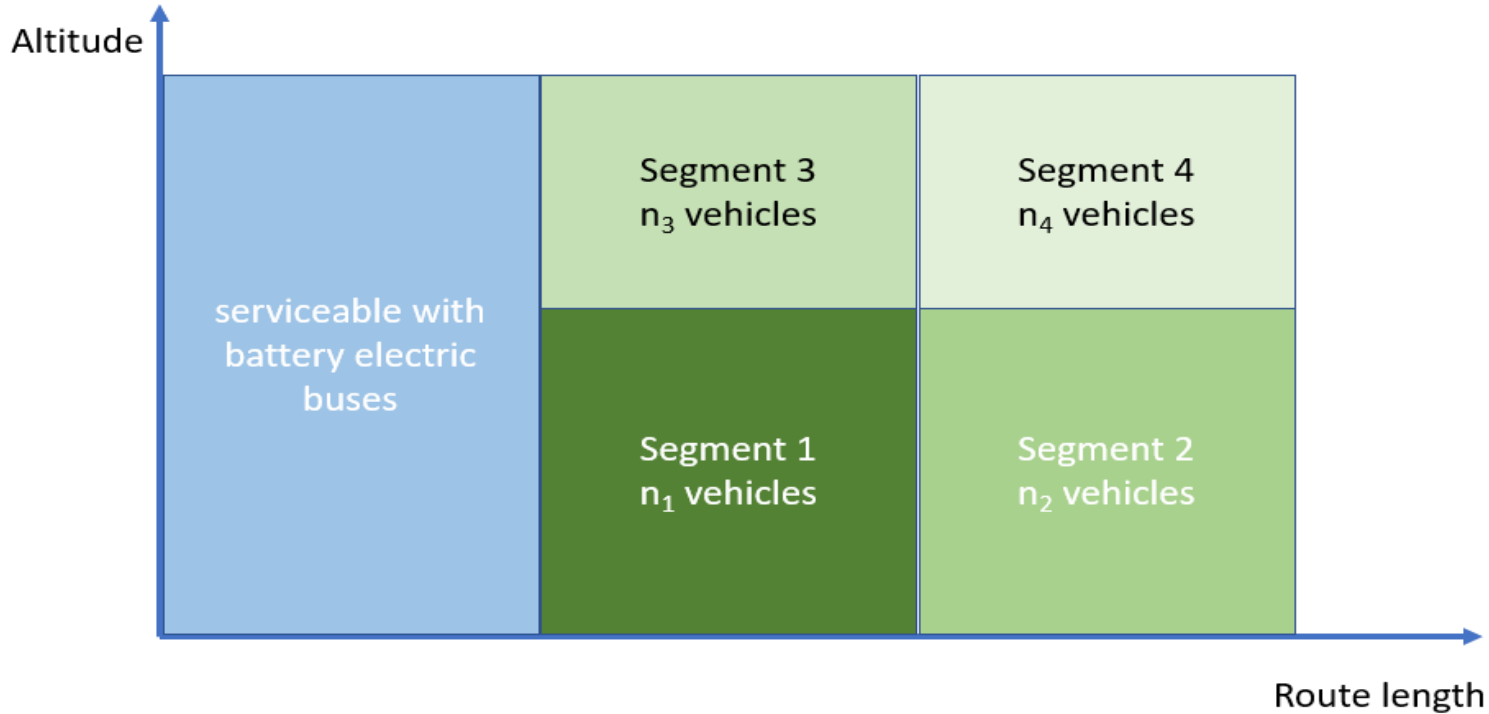 Altitude
Segment 3
n₃ vehicles
Segment 4
n₄ vehicles
serviceable with
battery electric
buses
Segment 1
n₁ vehicles
Segment 2
n₂ vehicles
Route length